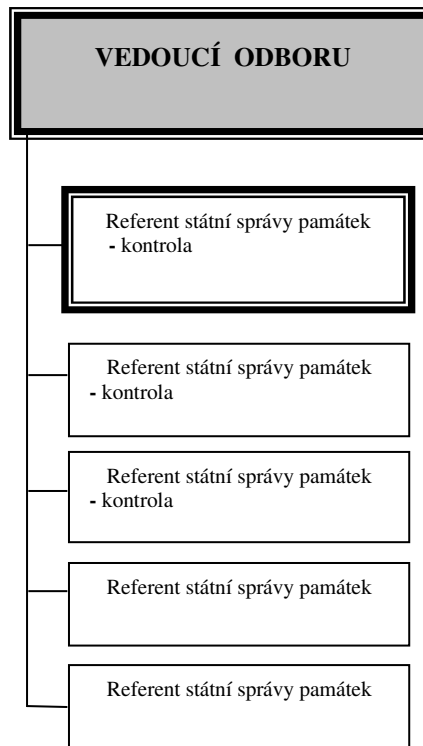 VEDOUCÍ ODBORU
Referent státní správy památek
- kontrola
Referent státní správy památek
- kontrola
Referent státní správy památek
- kontrola
Referent státní správy památek
Referent státní správy památek